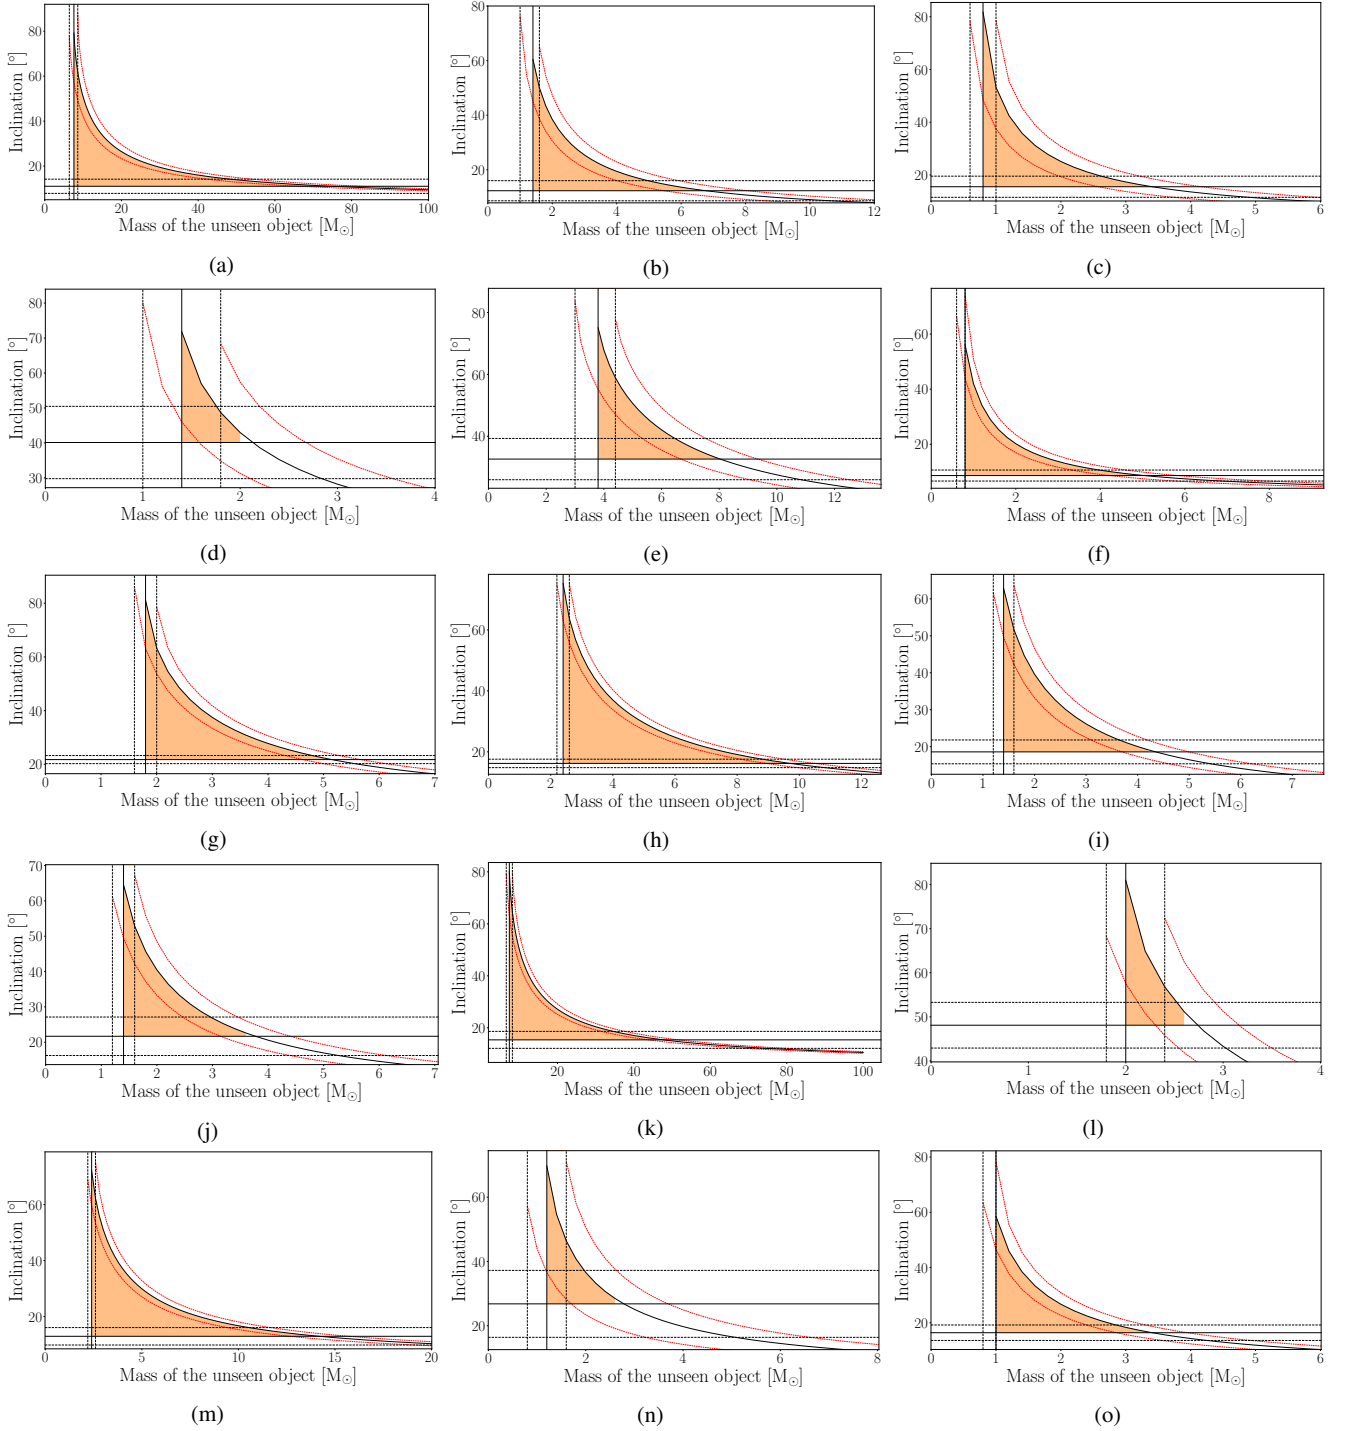 80
60
40
20
Inclination [°]
0 20 40 60 80 100
Mass of the unseen object [M⊙]
(a)
80
60
40
20
Inclination [°]
0 2 4 6 8 10 12
Mass of the unseen object [M⊙]
(b)
80
60
40
20
Inclination [°]
0 1 2 3 4 5 6
Mass of the unseen object [M⊙]
(c)
80
70
60
50
40
30
Inclination [°]
0 1 2 3 4
Mass of the unseen object [M⊙]
(d)
80
60
40
Inclination [°]
0 2 4 6 8 10 12
Mass of the unseen object [M⊙]
(e)
60
40
20
Inclination [°]
0 2 4 6 8
Mass of the unseen object [M⊙]
(f)
80
60
40
20
Inclination [°]
0 1 2 3 4 5 6 7
Mass of the unseen object [M⊙]
(g)
60
40
20
Inclination [°]
0 2 4 6 8 10 12
Mass of the unseen object [M⊙]
(h)
60
50
40
30
20
Inclination [°]
0 1 2 3 4 5 6 7
Mass of the unseen object [M⊙]
(i)
70
60
50
40
30
20
Inclination [°]
0 1 2 3 4 5 6 7
Mass of the unseen object [M⊙]
(j)
80
60
40
20
Inclination [°]
20 40 60 80 100
Mass of the unseen object [M⊙]
(k)
80
70
60
50
40
Inclination [°]
0 1 2 3 4
Mass of the unseen object [M⊙]
(l)
60
40
20
Inclination [°]
0 5 10 15 20
Mass of the unseen object [M⊙]
(m)
60
40
20
Inclination [°]
0 2 4 6 8
Mass of the unseen object [M⊙]
(n)
80
60
40
20
Inclination [°]
0 1 2 3 4 5 6
Mass of the unseen object [M⊙]
(o)